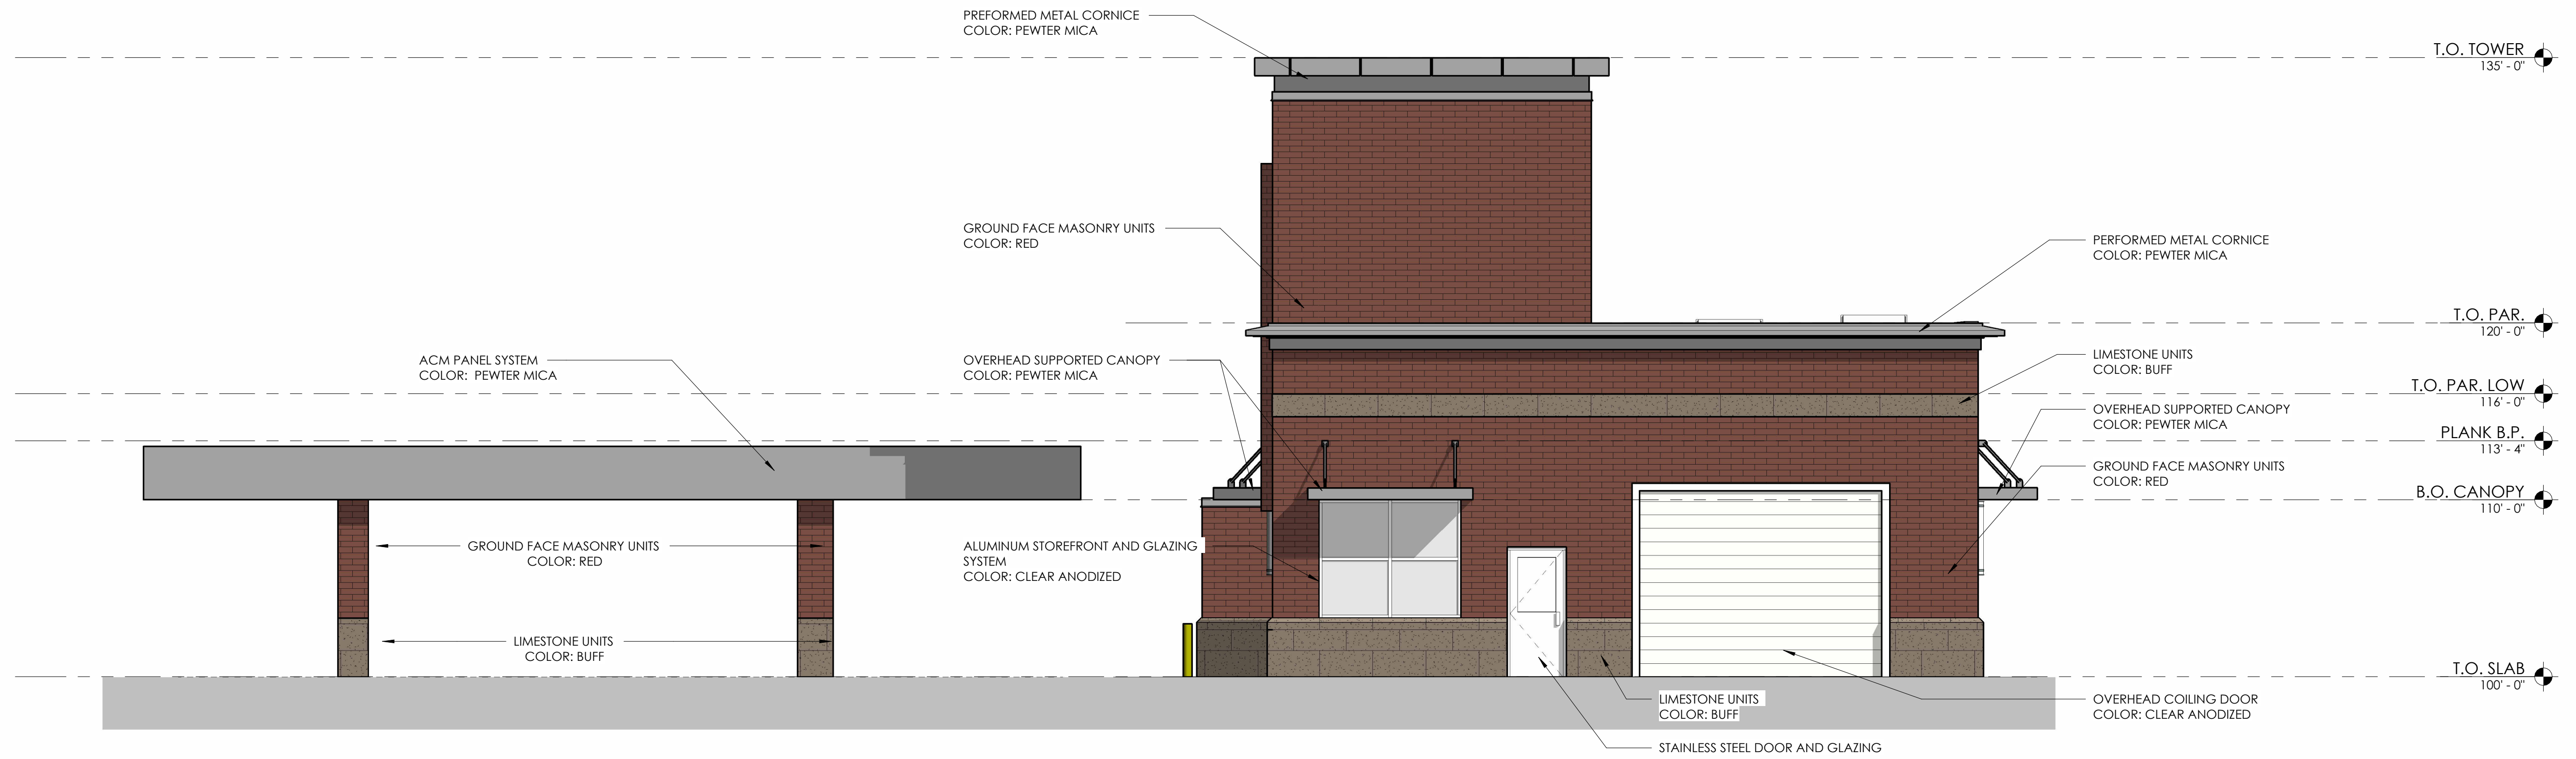 PREFORMED METAL CORNICE
COLOR: PEWTER MICA
T.O. TOWER
135' - 0"
GROUND FACE MASONRY UNITS
COLOR: RED
PERFORMED METAL CORNICE
COLOR: PEWTER MICA
T.O. PAR.
120' - 0"
ACM PANEL SYSTEM
COLOR:  PEWTER MICA
OVERHEAD SUPPORTED CANOPY
COLOR: PEWTER MICA
LIMESTONE UNITS
COLOR: BUFF
T.O. PAR. LOW
116' - 0"
OVERHEAD SUPPORTED CANOPY
COLOR: PEWTER MICA
PLANK B.P.
113' - 4"
GROUND FACE MASONRY UNITS
COLOR: RED
B.O. CANOPY
110' - 0"
GROUND FACE MASONRY UNITS
COLOR: RED
ALUMINUM STOREFRONT AND GLAZING
SYSTEM
COLOR: CLEAR ANODIZED
LIMESTONE UNITS
COLOR: BUFF
T.O. SLAB
100' - 0"
LIMESTONE UNITS
COLOR: BUFF
OVERHEAD COILING DOOR
COLOR: CLEAR ANODIZED
STAINLESS STEEL DOOR AND GLAZING